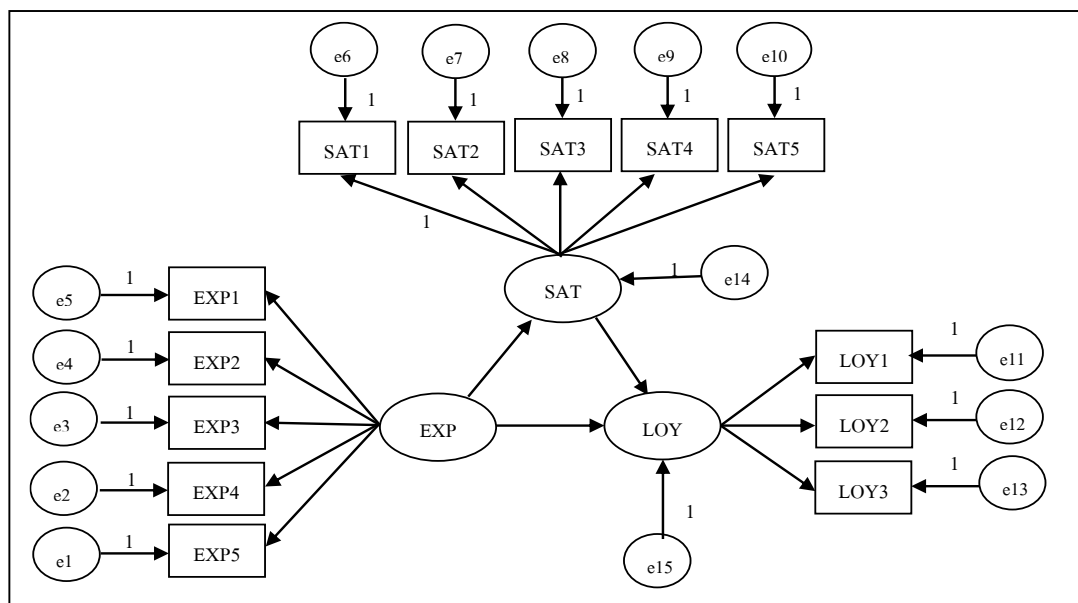 e6 e7 e8 e9 e10
1 1 1 1 1
SAT1 SAT2 SAT3 SAT4 SAT5
1
SAT 1 e14
e5 1 EXP1
e4 1 EXP2
e3 1 EXP3
e2 1 EXP4
e1 1 EXP5
EXP LOY
LOY1 1 e11
LOY2 1 e12
LOY3 1 e13
1
e15